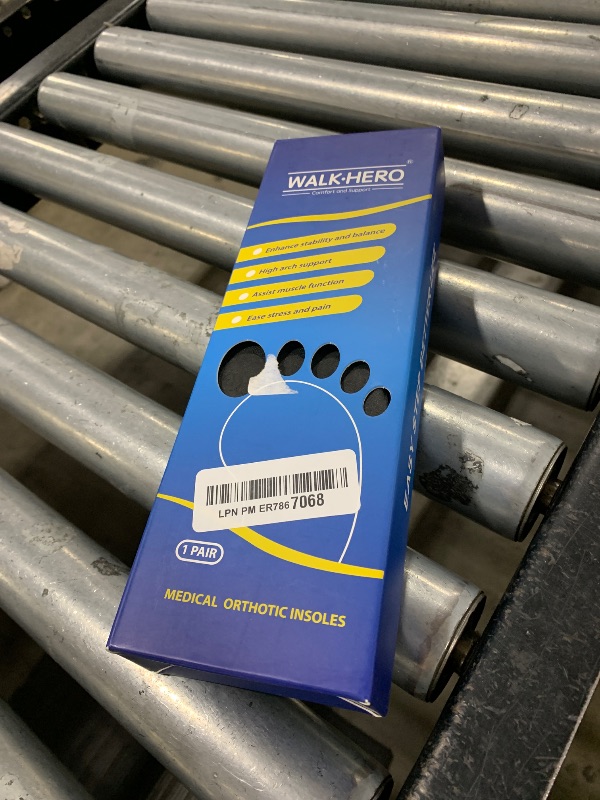 WALK·HERO®
Comfort and Support
Enhance stability and balance
High arch support
Assist muscle function
Ease stress and pain
LPN PM ER786 7068
1 PAIR
MEDICAL ORTHOTIC INSOLES